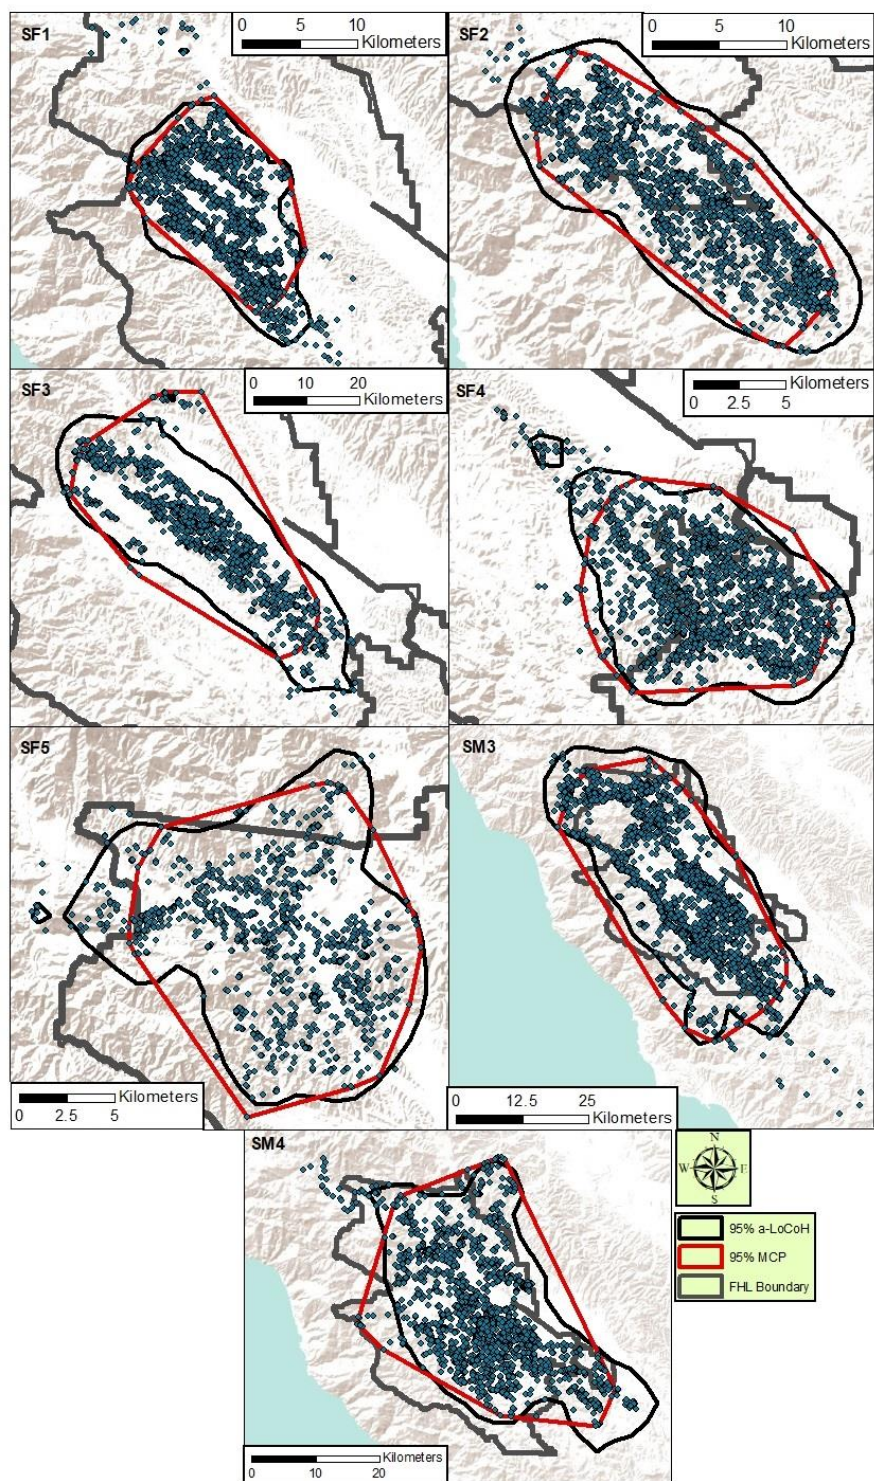 SF1
0 5 10
Kilometers
SF2
0 5 10
Kilometers
SF3
0 10 20
Kilometers
SF4
Kilometers
0 2.5 5
SF5
Kilometers
0 2.5 5
SM3
0 12.5 25
Kilometers
SM4
Kilometers
0 10 20
N
W E
S
95% a-LoCoH
95% MCP
FHL Boundary